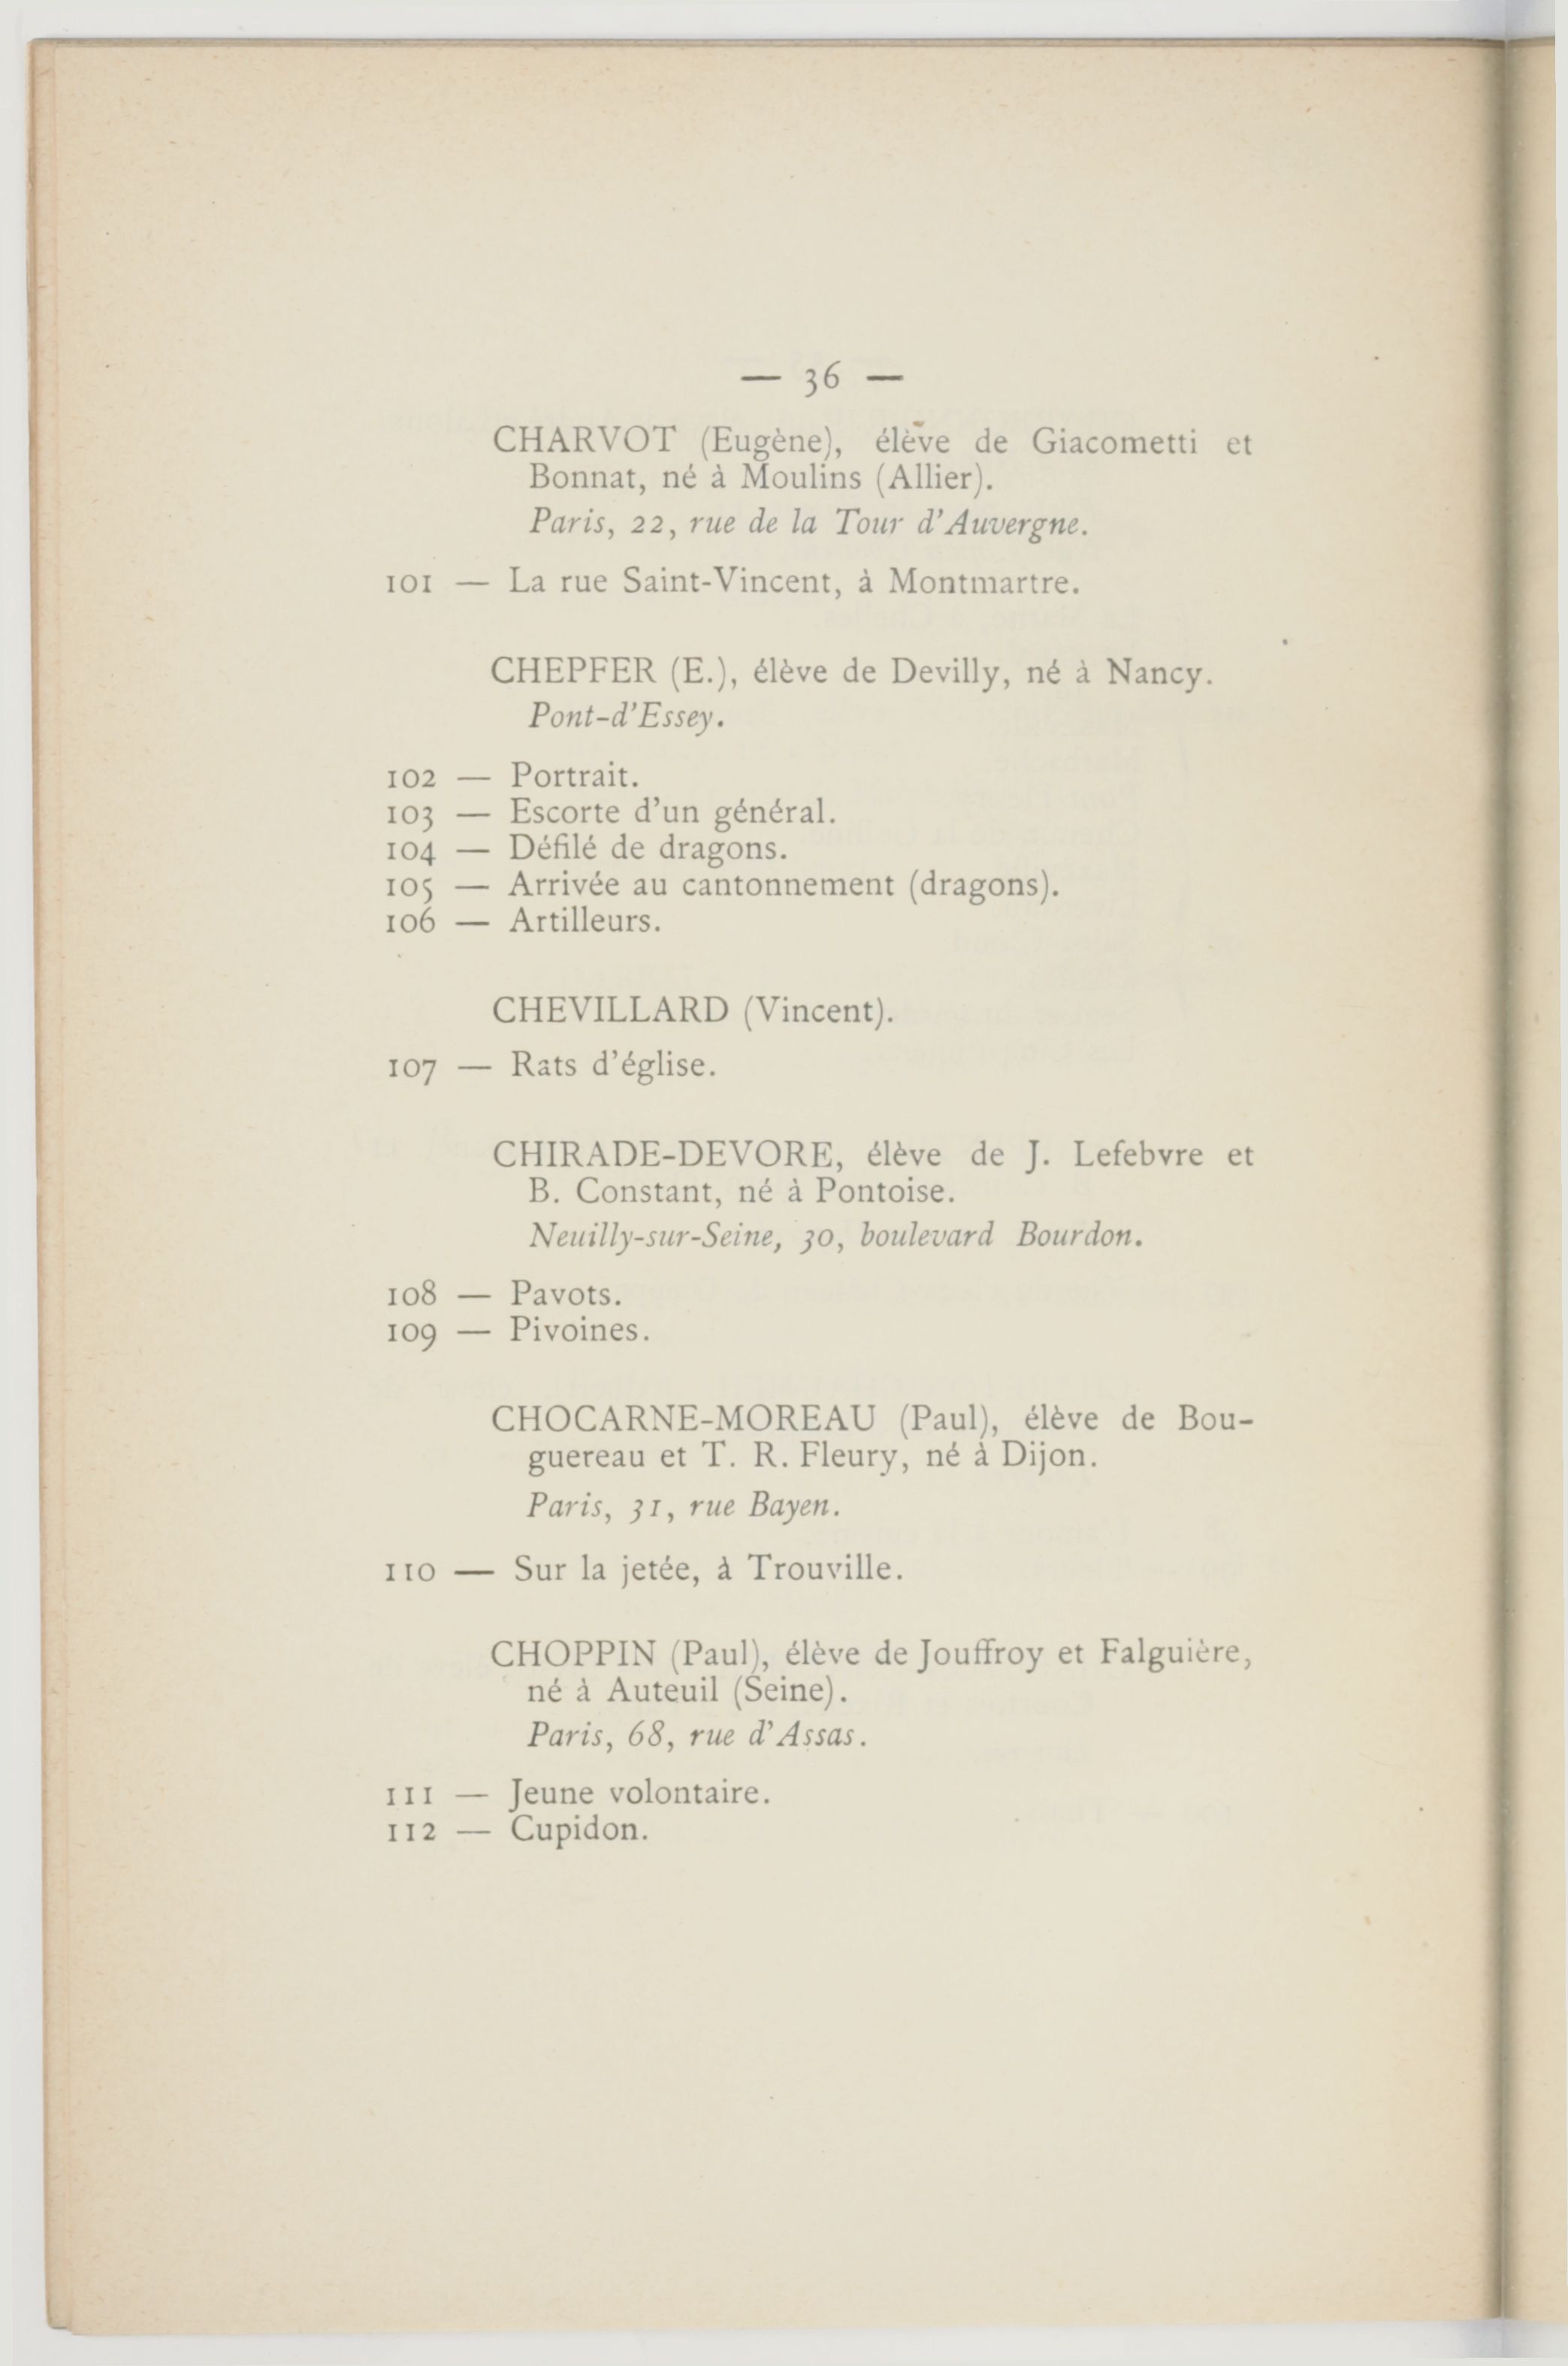 — 36 —
CHARVOT (Eugène), élève de Giacometti et
Bonnat, né à Moulins (Allier).
Paris, 22, rue de la Tour d'Auvergne.
101 — La rue Saint-Vincent, à Montmartre.
CHEPFER (E.), élève de Devilly, né à Nancy.
Pont-d'Essey.
102 — Portrait.
103 — Escorte d'un général.
104 — Défilé de dragons.
105 — Arrivée au cantonnement (dragons).
106 — Artilleurs.
CHEVILLARD (Vincent).
107 — Rats d'église.
CHIRADE-DEVORE, élève de J. Lefebvre et
B. Constant, né à Pontoise.
Neuilly-sur-Seine, 30, boulevard Bourdon.
108 — Pavots.
109 — Pivoines.
CHOCARNE-MOREAU (Paul), élève de Bou-
guereau et T. R. Fleury, né à Dijon.
Paris, 31, rue Bayen.
110 — Sur la jetée, à Trouville.
CHOPPIN (Paul), élève de Jouffroy et Falguière,
né à Auteuil (Seine).
Paris, 68, rue d'Assas.
111 — Jeune volontaire.
112 — Cupidon.